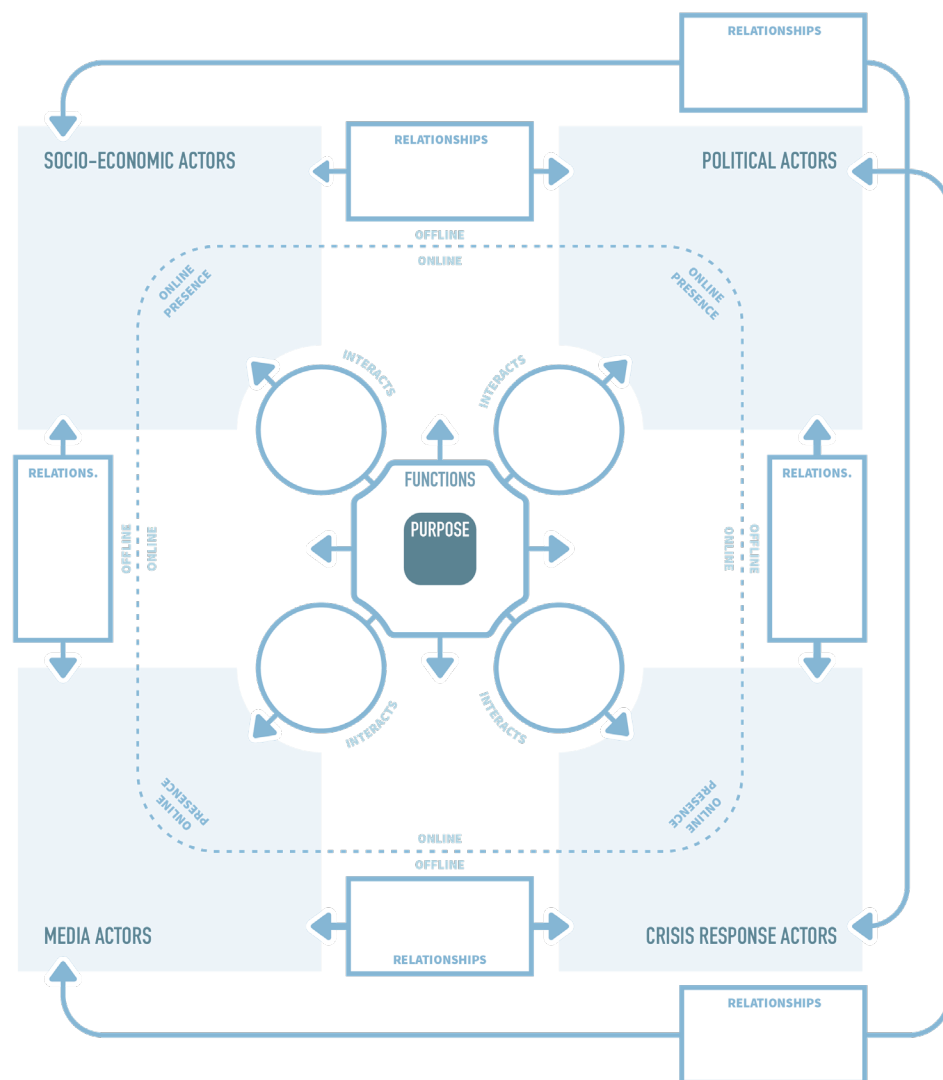 RELATIONSHIPS
SOCIO-ECONOMIC ACTORS
RELATIONSHIPS
POLITICAL ACTORS
OFFLINE
ONLINE
ONLINE
PRESENCE
ONLINE
PRESENCE
INTERACTS
INTERACTS
RELATIONS.
FUNCTIONS
RELATIONS.
PURPOSE
OFFLINE
ONLINE
ONLINE
OFFLINE
INTERACTS
INTERACTS
ONLINE
PRESENCE
ONLINE
PRESENCE
ONLINE
OFFLINE
MEDIA ACTORS
RELATIONSHIPS
CRISIS RESPONSE ACTORS
RELATIONSHIPS